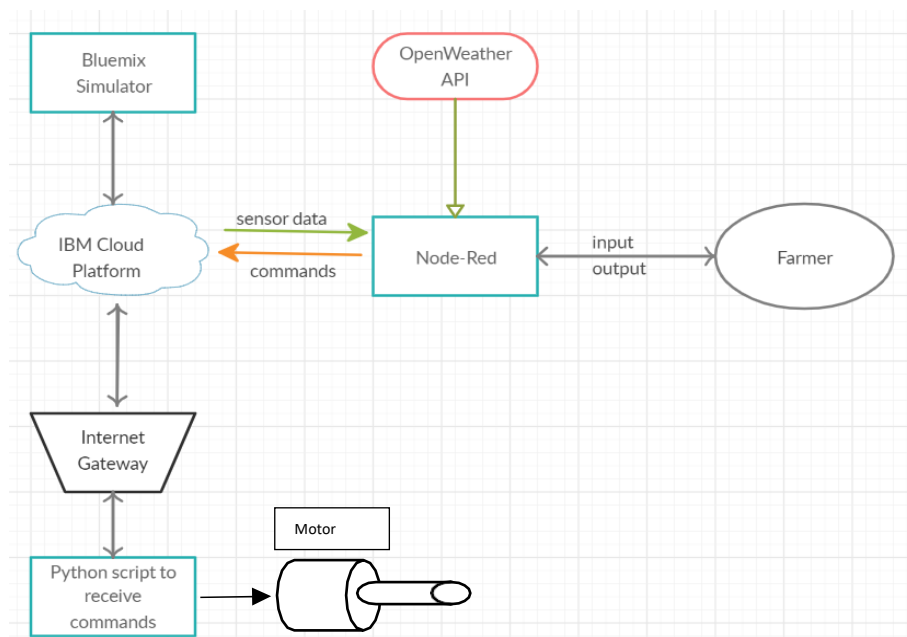 Bluemix
Simulator
OpenWeather
API
sensor data
IBM Cloud
Platform
commands
Node-Red
input
output
Farmer
Internet
Gateway
Motor
Python script to
receive
commands